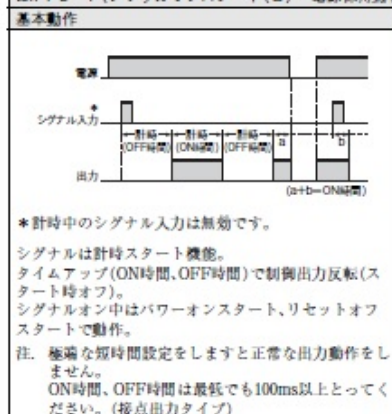 基本動作
電源
*
シグナル入力
計時 計時 計時
(OFF時間) (ON時間) (OFF時間) a b
出力
(a+b=ON時間)
*計時中のシグナル入力は無効です。
シグナルは計時スタート機能。
タイムアップ(ON時間、OFF時間)で制御出力反転(ス
タート時オフ)。
シグナルオン中はパワーオンスタート、リセットオフ
スタートで動作。
注. 極端な短時間設定をしますと正常な出力動作をし
ません。
ON時間、OFF時間は最低でも100ms以上とってく
ださい。(接点出力タイプ)